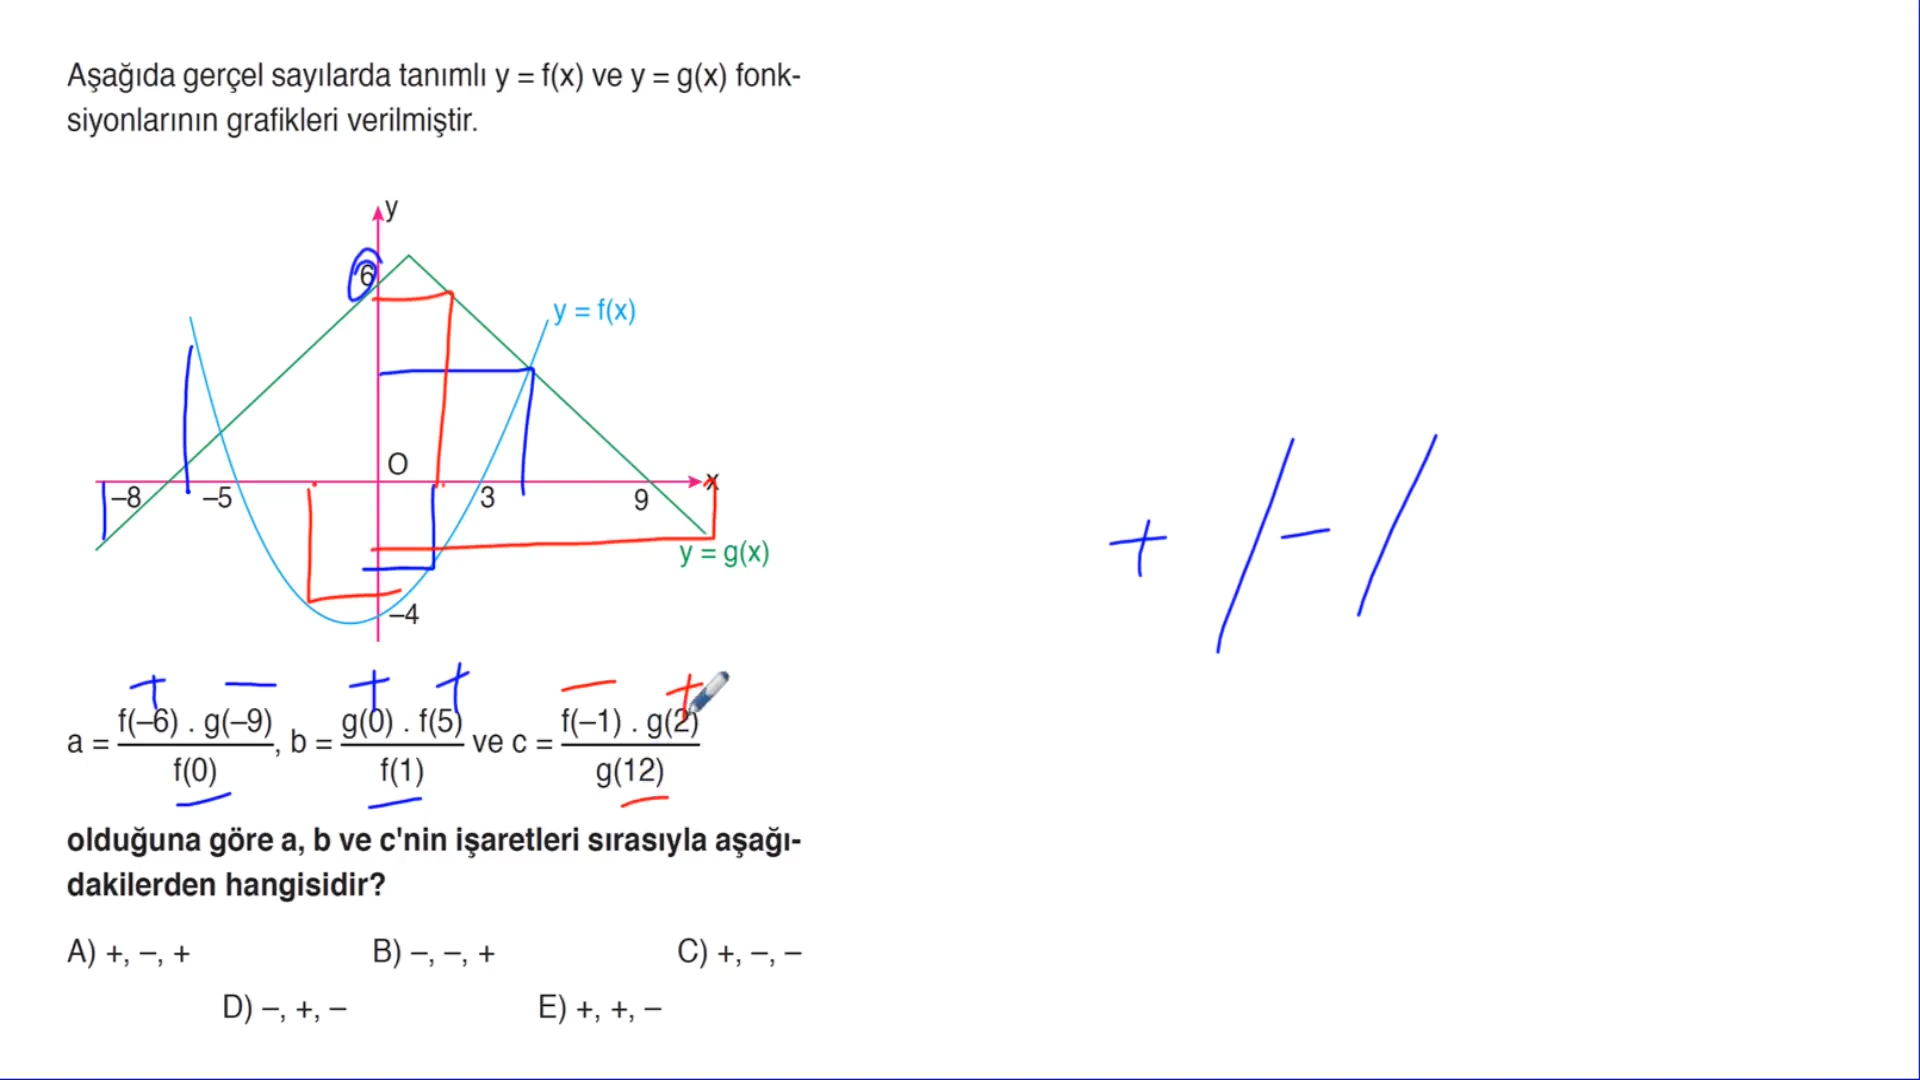 Aşağıda gerçel sayılarda tanımlı y = f(x) ve y = g(x) fonk-
siyonlarının grafikleri verilmiştir.
y
6
y = f(x)
O
x
–8
–5
3
9
y = g(x)
–4
+ / – /
+ – + + – +
a = f(–6) . g(–9) / f(0), b = g(0) . f(5) / f(1) ve c = f(–1) . g(2) / g(12)
– – –
olduğuna göre a, b ve c'nin işaretleri sırasıyla aşağı-
dakilerden hangisidir?
A) +, –, +
B) –, –, +
C) +, –, –
D) –, +, –
E) +, +, –